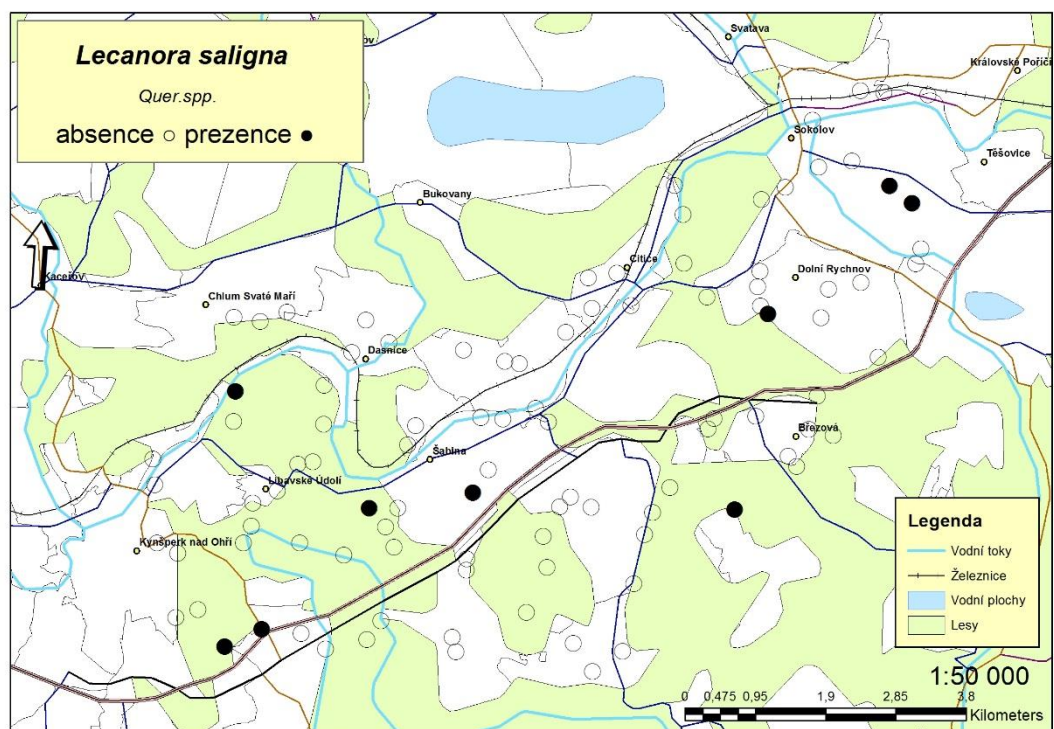 Lecanora saligna
Quer.spp.
absence ○ prezence ●
ov
Svatava
Královské Poříčí
Sokolov
Těšovice
Bukovany
Kaceřov
Citice
Dolní Rychnov
Chlum Svaté Maří
Dasnice
Březová
Šabina
Libavské Údolí
Kynšperk nad Ohří
Legenda
Vodní toky
Železnice
Vodní plochy
Lesy
1:50 000
0 0,475 0,95 1,9 2,85 3,8
Kilometers